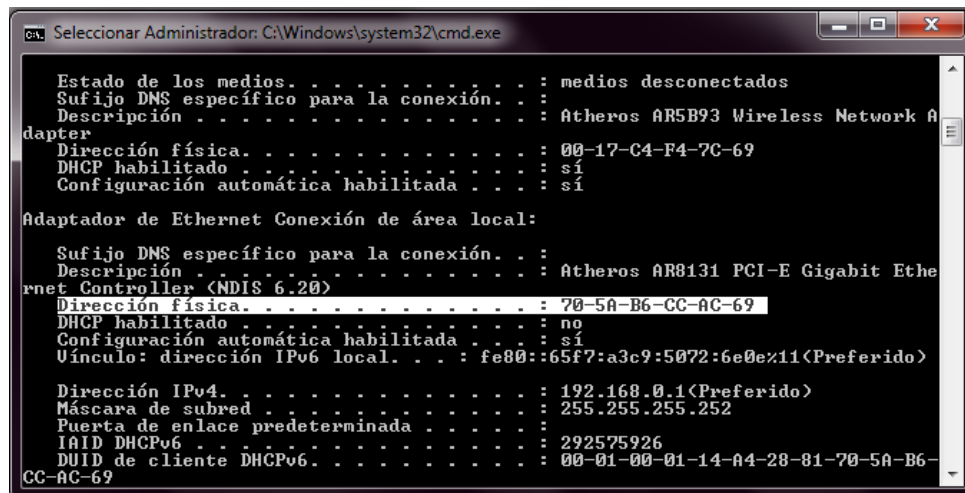 Seleccionar Administrador: C:\Windows\system32\cmd.exe
Estado de los medios. . . . . . . . . . . : medios desconectados
Sufijo DNS específico para la conexión. . :
Descripción . . . . . . . . . . . . . . . : Atheros AR5B93 Wireless Network A
dapter
Dirección física. . . . . . . . . . . . . : 00-17-C4-F4-7C-69
DHCP habilitado . . . . . . . . . . . . . : sí
Configuración automática habilitada . . . : sí
Adaptador de Ethernet Conexión de área local:
Sufijo DNS específico para la conexión. . :
Descripción . . . . . . . . . . . . . . . : Atheros AR8131 PCI-E Gigabit Ethe
rnet Controller (NDIS 6.20)
Dirección física. . . . . . . . . . . . . : 70-5A-B6-CC-AC-69
DHCP habilitado . . . . . . . . . . . . . : no
Configuración automática habilitada . . . : sí
Vínculo: dirección IPv6 local. . . : fe80::65f7:a3c9:5072:6e0e%11(Preferido)
Dirección IPv4. . . . . . . . . . . . . . : 192.168.0.1(Preferido)
Máscara de subred . . . . . . . . . . . . : 255.255.255.252
Puerta de enlace predeterminada . . . . . :
IAID DHCPv6 . . . . . . . . . . . . . . . : 292575926
DUID de cliente DHCPv6. . . . . . . . . . : 00-01-00-01-14-A4-28-81-70-5A-B6-
CC-AC-69